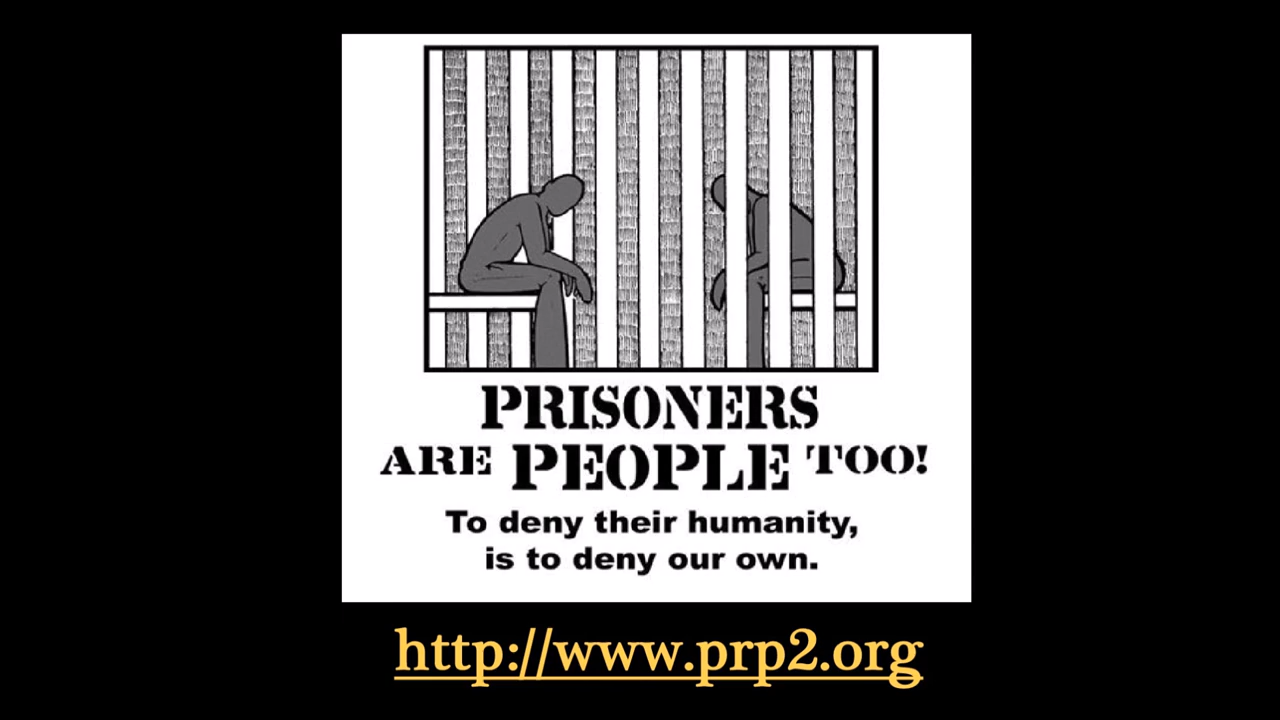 PRISONERS
ARE PEOPLE TOO!
To deny their humanity,
is to deny our own.
http://www.prp2.org